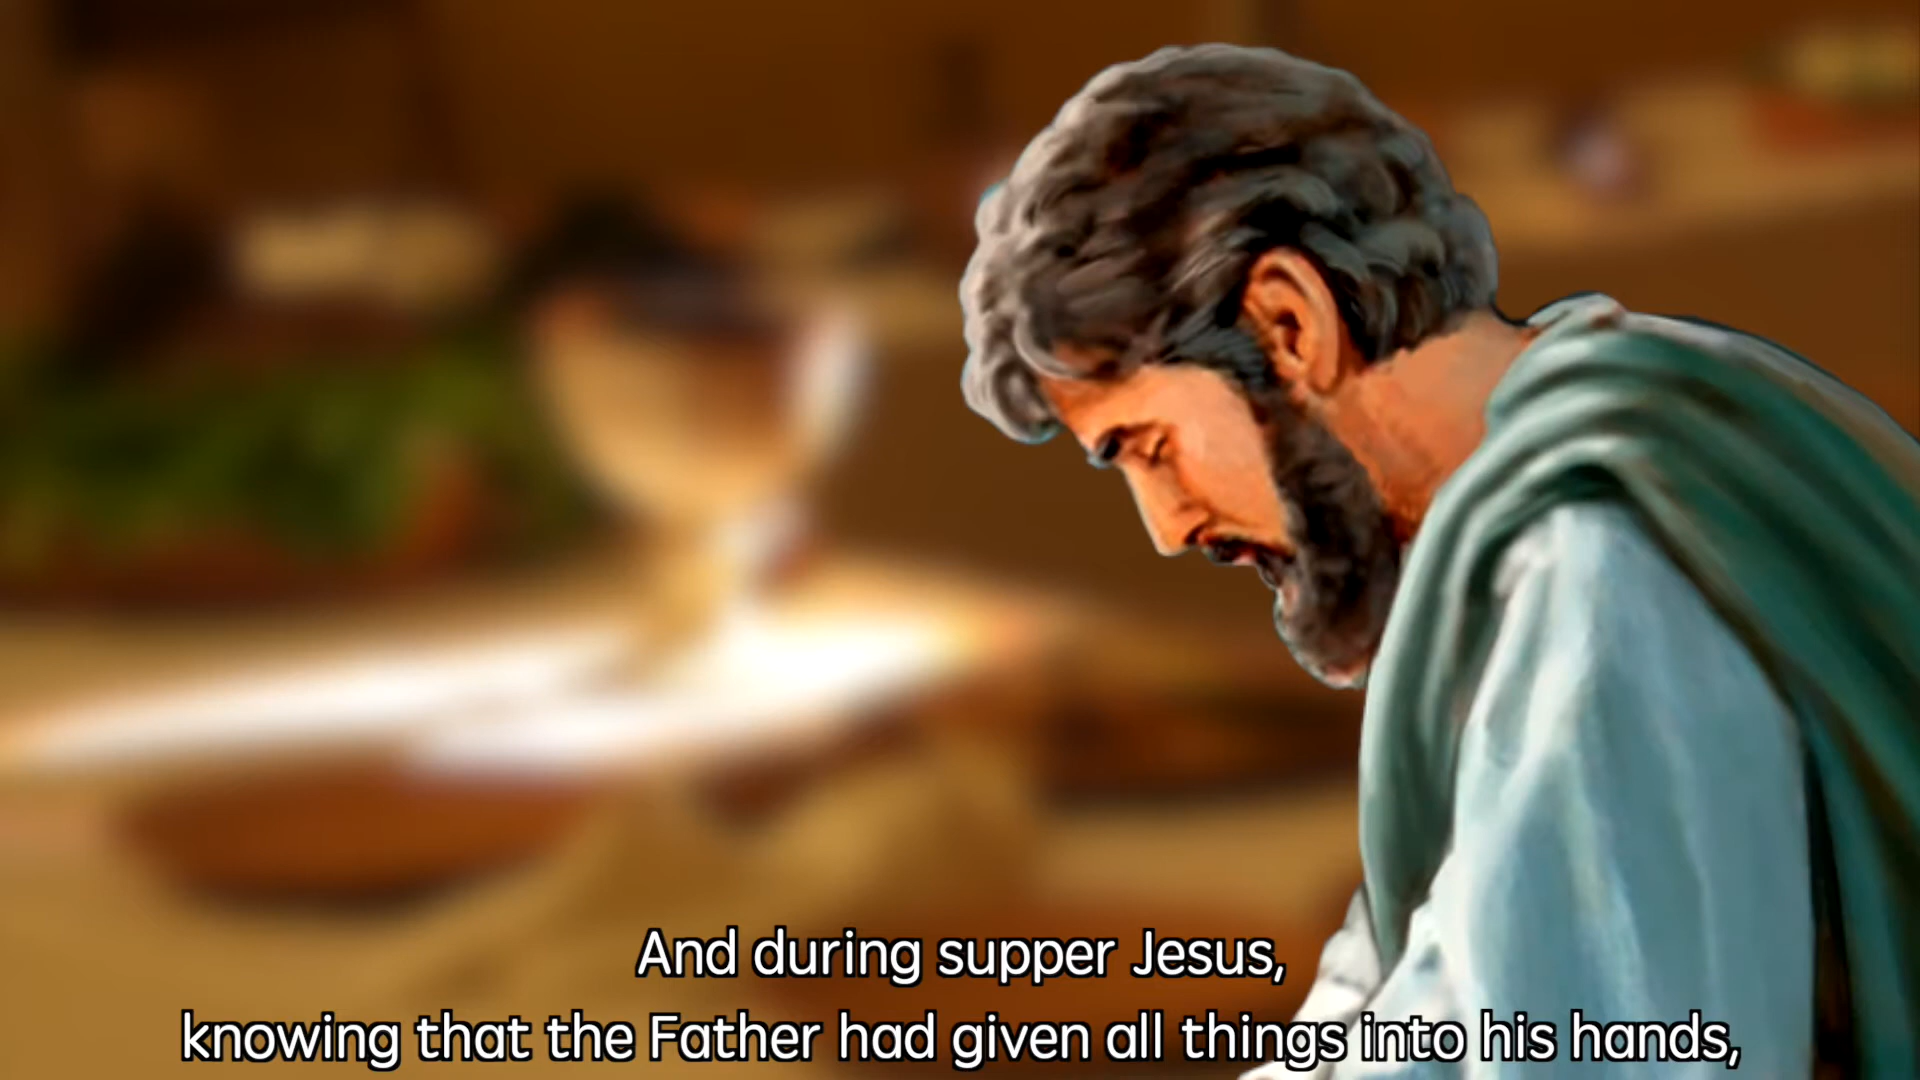 And during supper Jesus,
knowing that the Father had given all things into his hands,